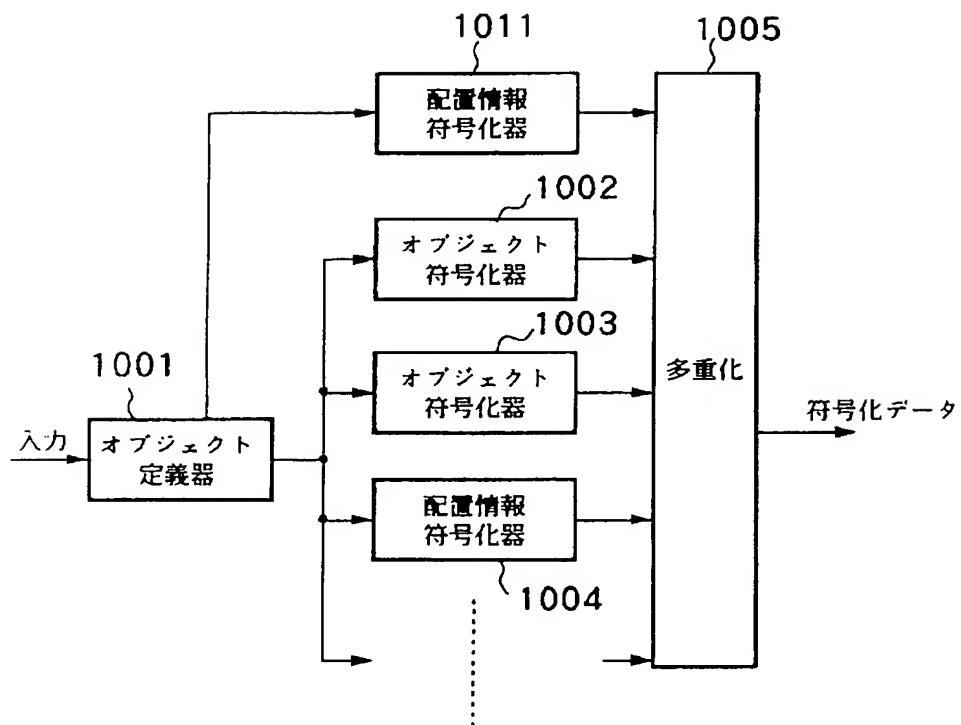 1011
1005
配置情報
符号化器
1002
オブジェクト
符号化器
1003
オブジェクト
符号化器
多重化
1001
入力
オブジェクト
定義器
符号化データ
配置情報
符号化器
1004